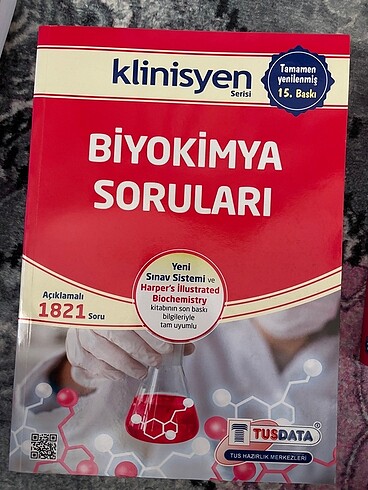 klinisyen
Serisi
Tamamen
yenilenmiş
15. Baskı
BİYOKİMYA
SORULARI
Yeni
Sınav Sistemi ve
Harper's Illustrated
Biochemistry
kitabının son baskı
bilgileriyle
tam uyumlu
Açıklamalı
1821 Soru
TUSDATA
TUS HAZIRLIK MERKEZLERİ